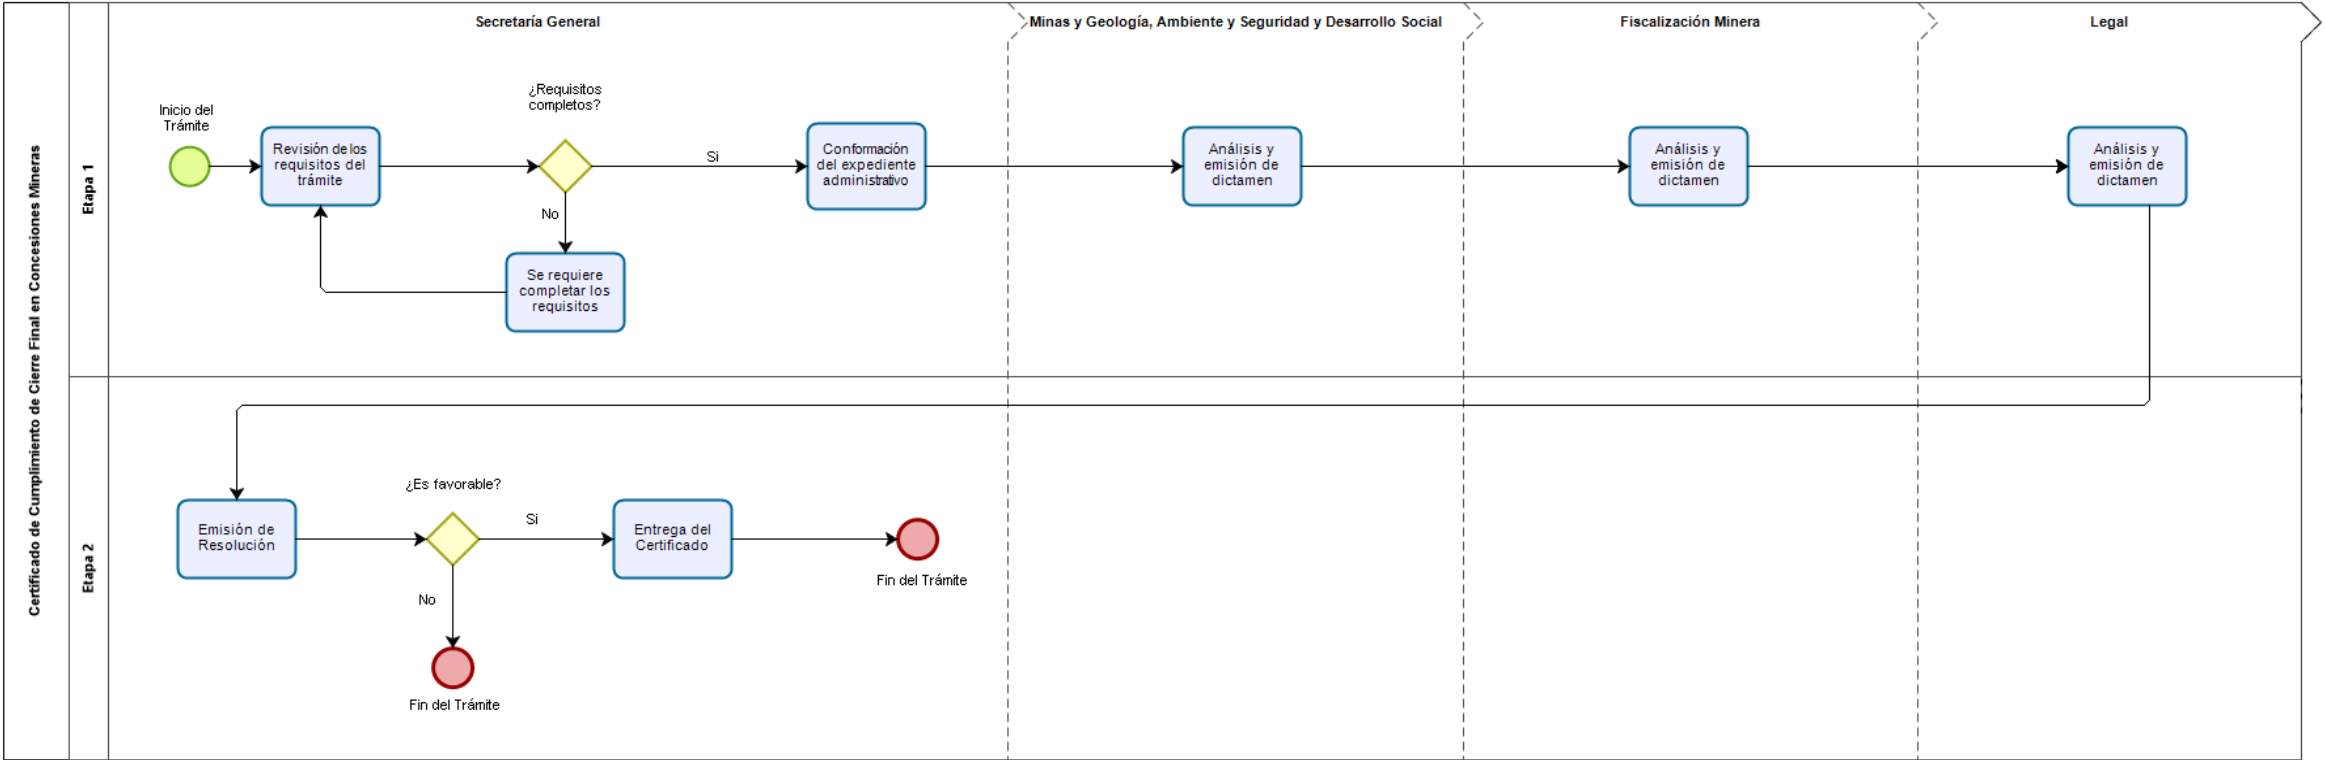 Certificado de Cumplimiento de Cierre Final en Concesiones Mineras
Secretaría General
Minas y Geología, Ambiente y Seguridad y Desarrollo Social
Fiscalización Minera
Legal
Etapa 1
Inicio del
Trámite
Revisión de los
requisitos del
trámite
¿Requisitos
completos?
Si
No
Se requiere
completar los
requisitos
Conformación
del expediente
administrativo
Análisis y
emisión de
dictamen
Análisis y
emisión de
dictamen
Análisis y
emisión de
dictamen
Etapa 2
Emisión de
Resolución
¿Es favorable?
Si
No
Entrega del
Certificado
Fin del Trámite
Fin del Trámite